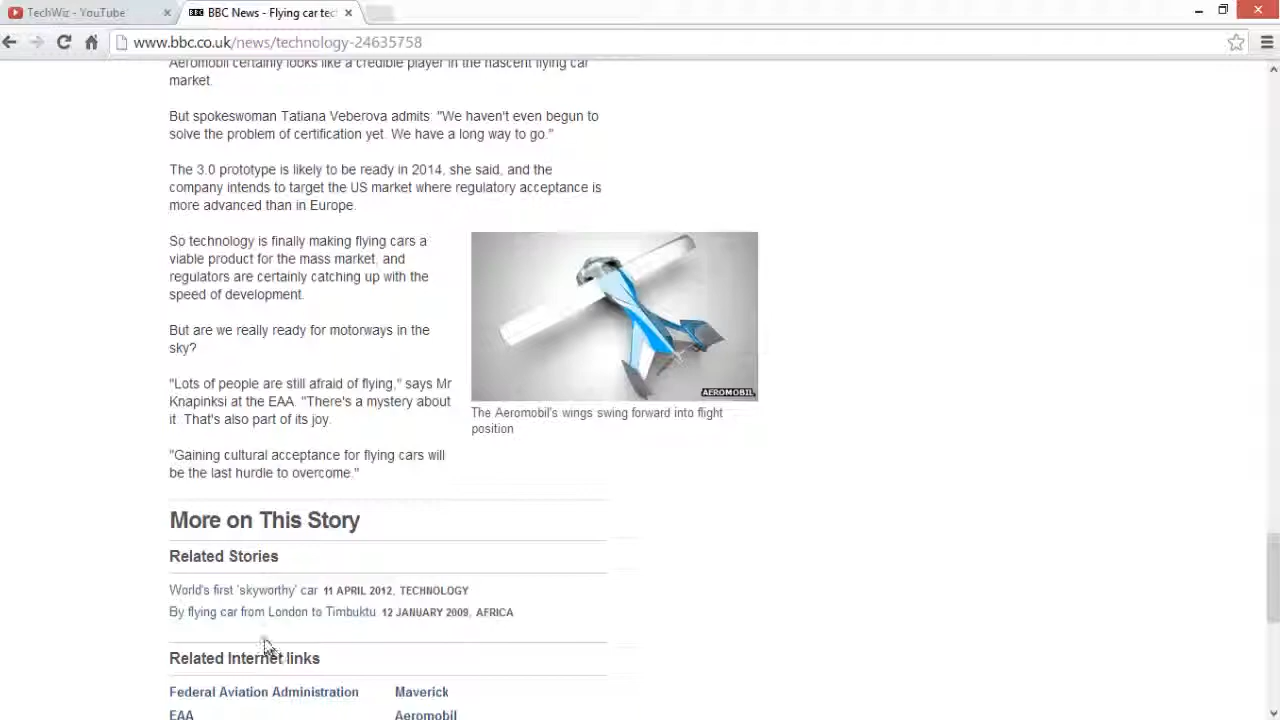 TechWiz - YouTube
BBC News - Flying car tec
www.bbc.co.uk/news/technology-24635758
Aeromobil certainly looks like a credible player in the nascent flying car
market.
But spokeswoman Tatiana Veberova admits: "We haven't even begun to
solve the problem of certification yet. We have a long way to go."
The 3.0 prototype is likely to be ready in 2014, she said, and the
company intends to target the US market where regulatory acceptance is
more advanced than in Europe.
So technology is finally making flying cars a
viable product for the mass market, and
regulators are certainly catching up with the
speed of development.
But are we really ready for motorways in the
sky?
"Lots of people are still afraid of flying," says Mr
Knapinksi at the EAA. "There's a mystery about
it. That's also part of its joy.
"Gaining cultural acceptance for flying cars will
be the last hurdle to overcome."
AEROMOBIL
The Aeromobil's wings swing forward into flight
position
More on This Story
Related Stories
World's first 'skyworthy' car 11 APRIL 2012, TECHNOLOGY
By flying car from London to Timbuktu 12 JANUARY 2009, AFRICA
Related Internet links
Federal Aviation Administration
Maverick
EAA
Aeromobil